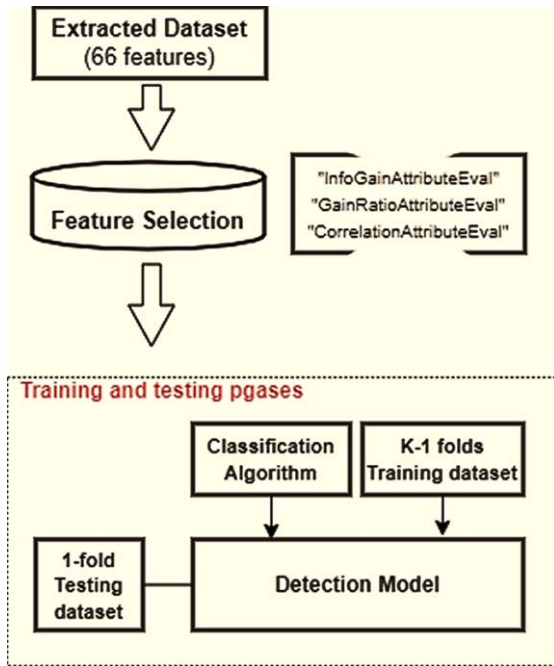 Extracted Dataset
(66 features)
Feature Selection
"InfoGainAttributeEval"
"GainRatioAttributeEval"
"CorrelationAttributeEval"
Training and testing pgases
Classification
Algorithm
K-1 folds
Training dataset
1-fold
Testing
dataset
Detection Model